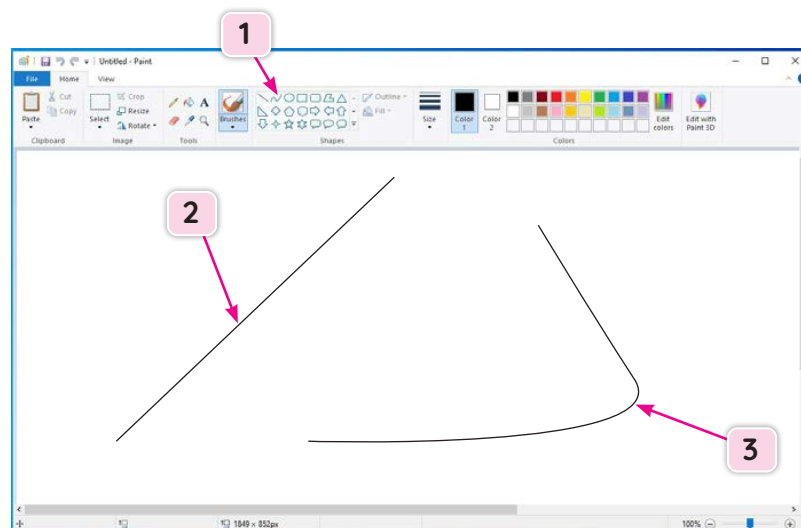 1
Untitled - Paint
File Home View
Paste
Cut
Copy
Clipboard
Select
Crop
Resize
Rotate
Image
A
Tools
Brushes
Outline
Fill
Shapes
Size
Color
1
Color
2
Edit
colors
Colors
Edit with
Paint 3D
2
3
1849 × 852px
100%